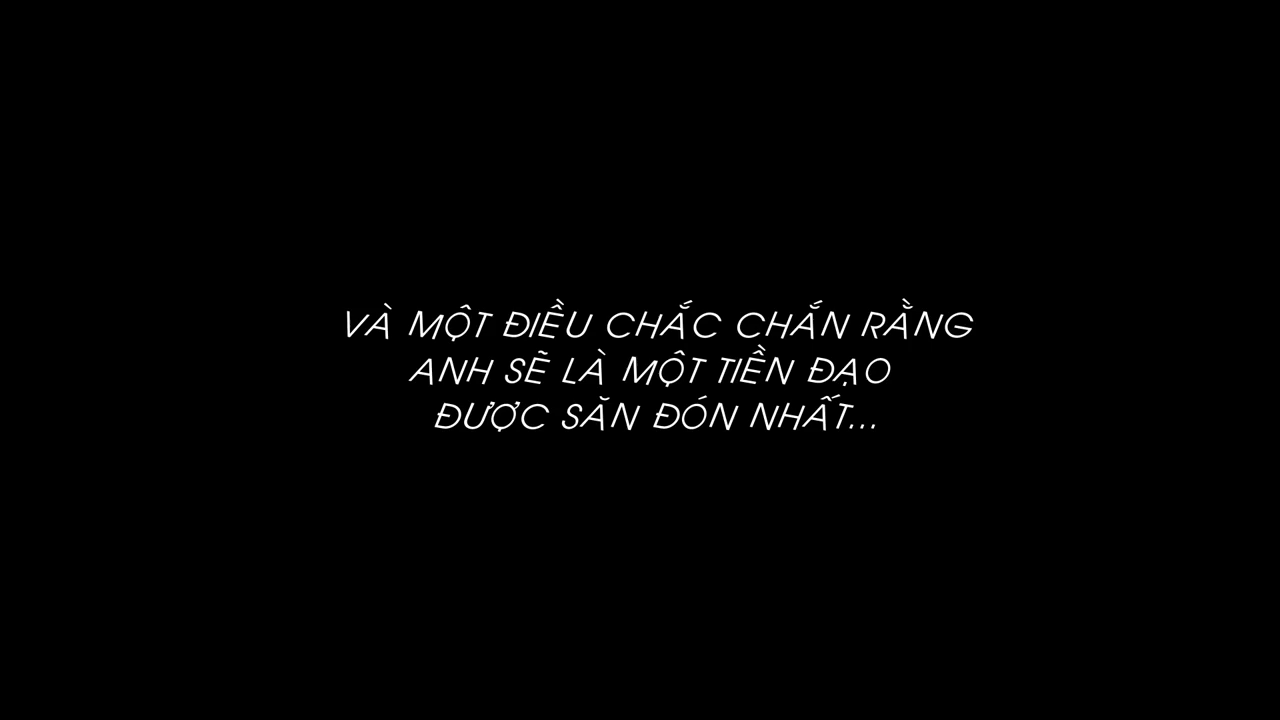 VÀ MỘT ĐIỀU CHẮC CHẮN RẰNG
ANH SẼ LÀ MỘT TIỀN ĐẠO
ĐƯỢC SĂN ĐÓN NHẤT...